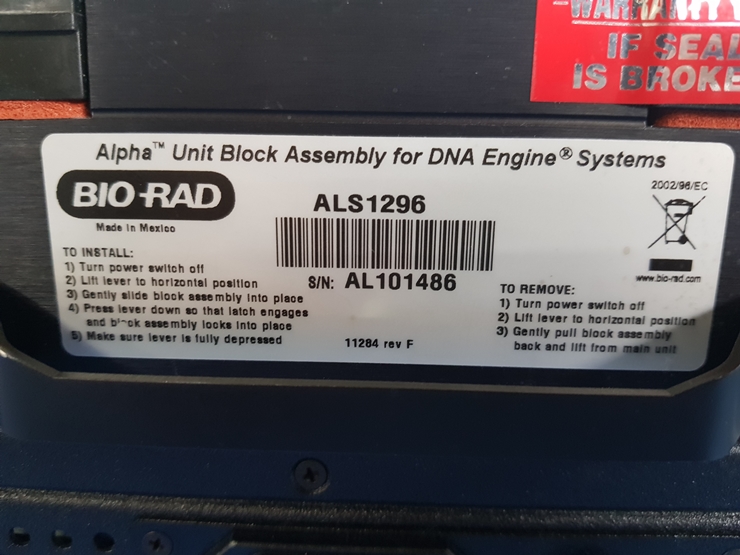 WARRANTY
IF SEAL
IS BROKE
Alpha™ Unit Block Assembly for DNA Engine® Systems
BIO-RAD
Made in Mexico
ALS1296
2002/96/EC
www.bio-rad.com
S/N: AL101486
TO INSTALL:
1) Turn power switch off
2) Lift lever to horizontal position
3) Gently slide block assembly into place
4) Press lever down so that latch engages
and assembly locks into place
5) Make sure lever is fully depressed
11284 rev F
TO REMOVE:
1) Turn power switch off
2) Lift lever to horizontal position
3) Gently pull block assembly
back and lift from main unit